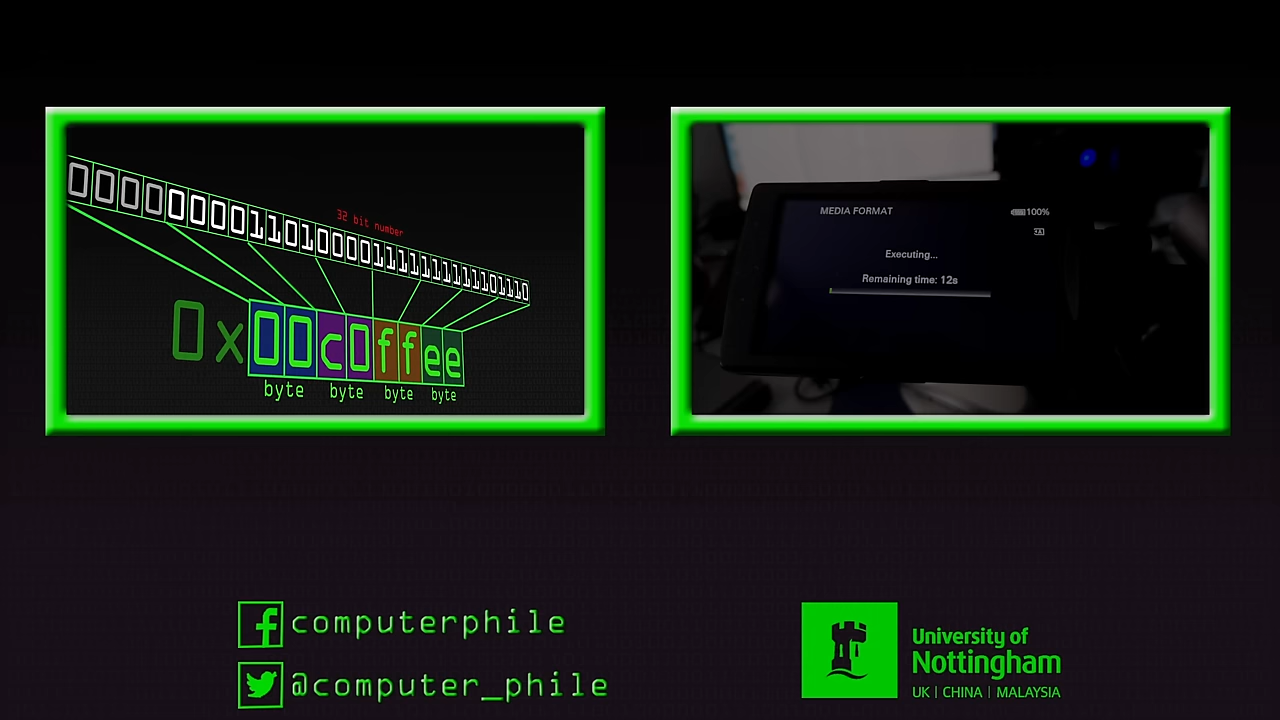 00000000110100001111111111101110
32 bit number
0x00c0ffee
byte byte byte byte
MEDIA FORMAT 100%
Executing...
Remaining time: 12s
computerphile
@computer_phile
University of
Nottingham
UK | CHINA | MALAYSIA